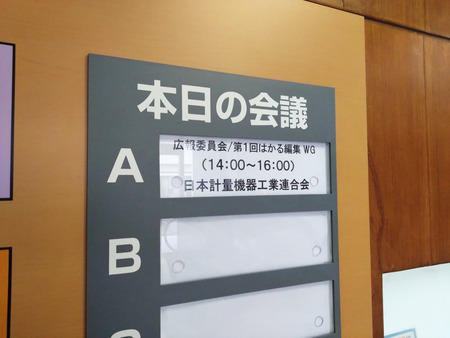 本日の会議
A
広報委員会/第1回はかる編集 WG
（14:00～16:00）
日本計量機器工業連合会
B